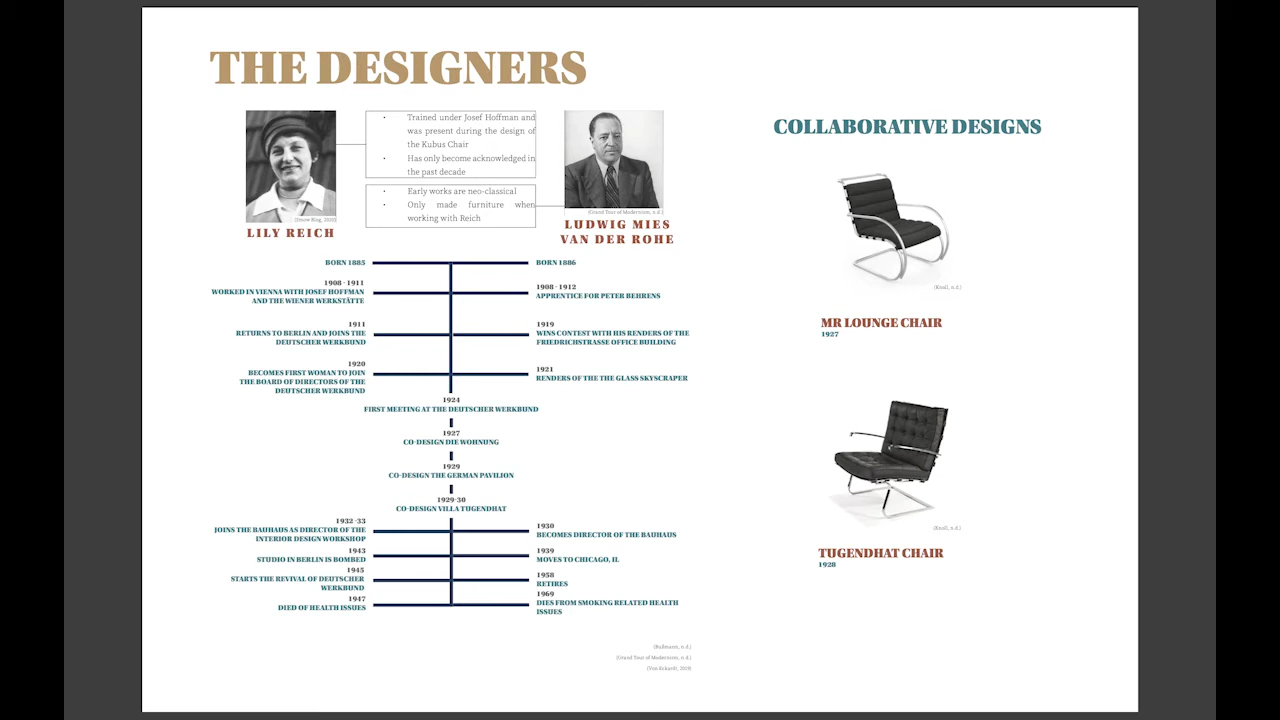 THE DESIGNERS
• Trained under Josef Hoffman and
was present during the design of
the Kubus Chair
• Has only become acknowledged in
the past decade
• Early works are neo-classical
• Only made furniture when
working with Reich
LILY REICH
(Grand Tour of Modernism, n.d.)
LUDWIG MIES
VAN DER ROHE
BORN 1885
1908 - 1911
WORKED IN VIENNA WITH JOSEF HOFFMAN
AND THE WIENER WERKSTÄTTE
1911
RETURNS TO BERLIN AND JOINS THE
DEUTSCHER WERKBUND
1920
BECOMES FIRST WOMAN TO JOIN
THE BOARD OF DIRECTORS OF THE
DEUTSCHER WERKBUND
BORN 1886
1908 - 1912
APPRENTICE FOR PETER BEHRENS
1919
WINS CONTEST WITH HIS RENDERS OF THE
FRIEDRICHSTRASSE OFFICE BUILDING
1921
RENDERS OF THE THE GLASS SKYSCRAPER
1924
FIRST MEETING AT THE DEUTSCHER WERKBUND
1927
CO-DESIGN DIE WOHNUNG
1929
CO-DESIGN THE GERMAN PAVILION
1929-30
CO-DESIGN VILLA TUGENDHAT
1932 -33
JOINS THE BAUHAUS AS DIRECTOR OF THE
INTERIOR DESIGN WORKSHOP
1943
STUDIO IN BERLIN IS BOMBED
1945
STARTS THE REVIVAL OF DEUTSCHER
WERKBUND
1947
DIED OF HEALTH ISSUES
1930
BECOMES DIRECTOR OF THE BAUHAUS
1939
MOVES TO CHICAGO, IL
1958
RETIRES
1969
DIES FROM SMOKING RELATED HEALTH
ISSUES
(Grand Tour of Modernism, n.d.)
(Von Eckardt, 2019)
COLLABORATIVE DESIGNS
(Knoll, n.d.)
MR LOUNGE CHAIR
1927
(Knoll, n.d.)
TUGENDHAT CHAIR
1928